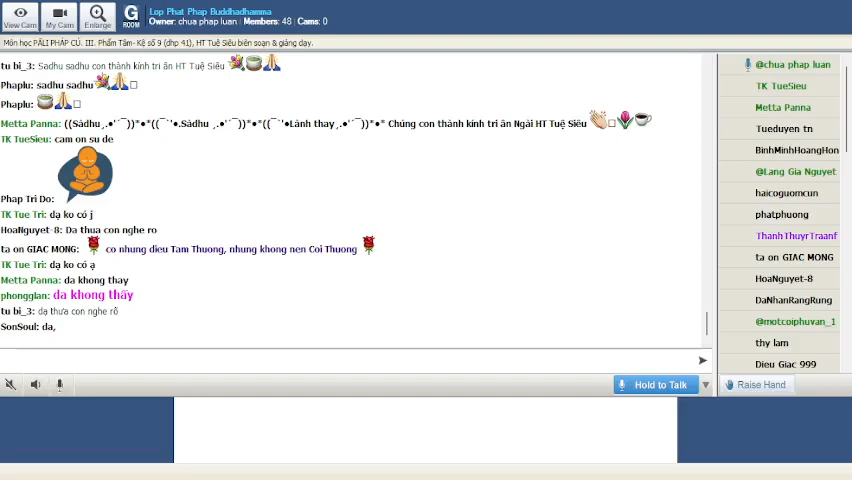 Lop Phat Phap Buddhadhamma
Owner: chua phap luan | Members: 48 | Cams: 0
View Cam
My Cam
Enlarge
G
ROOM
Môn học PĀLI PHÁP CÚ. III. Phẩm Tâm- Kệ số 9 (dhp 41), HT Tuệ Siêu biên soạn & giảng dạy.
tu bi_3: Sadhu sadhu con thành kính tri ân HT Tuệ Siêu
Phaplu: sadhu sadhu
Phaplu:
Metta Panna: ((Sādhu¸.•'´¯))*•*((¯`'•.Sādhu ¸.•'´¯))*•*((¯`'•Lành thay¸.•'´¯))*•* Chúng con thành kính tri ân Ngài HT Tuệ Siêu
TK TueSieu: cam on su de
Phap Tri Do:
TK Tue Tri: dạ ko có j
HoaNguyet-8: Da thua con nghe ro
ta on GIAC MONG: co nhung dieu Tam Thuong, nhung khong nen Coi Thuong
TK Tue Tri: dạ ko có ạ
Metta Panna: da khong thay
phongglan: da khong thấy
tu bi_3: dạ thưa con nghe rõ
SonSoul: da,
@chua phap luan
TK TueSieu
Metta Panna
Tueduyen tn
BinhMinhHoangHon
@Lang Gia Nguyet
haicoguomcun
phatphuong
ThanhThuyrTraanf
ta on GIAC MONG
HoaNguyet-8
DaNhanRangRung
@motcoiphuvan_1
thy lam
Dieu Giac 999
Hold to Talk
Raise Hand